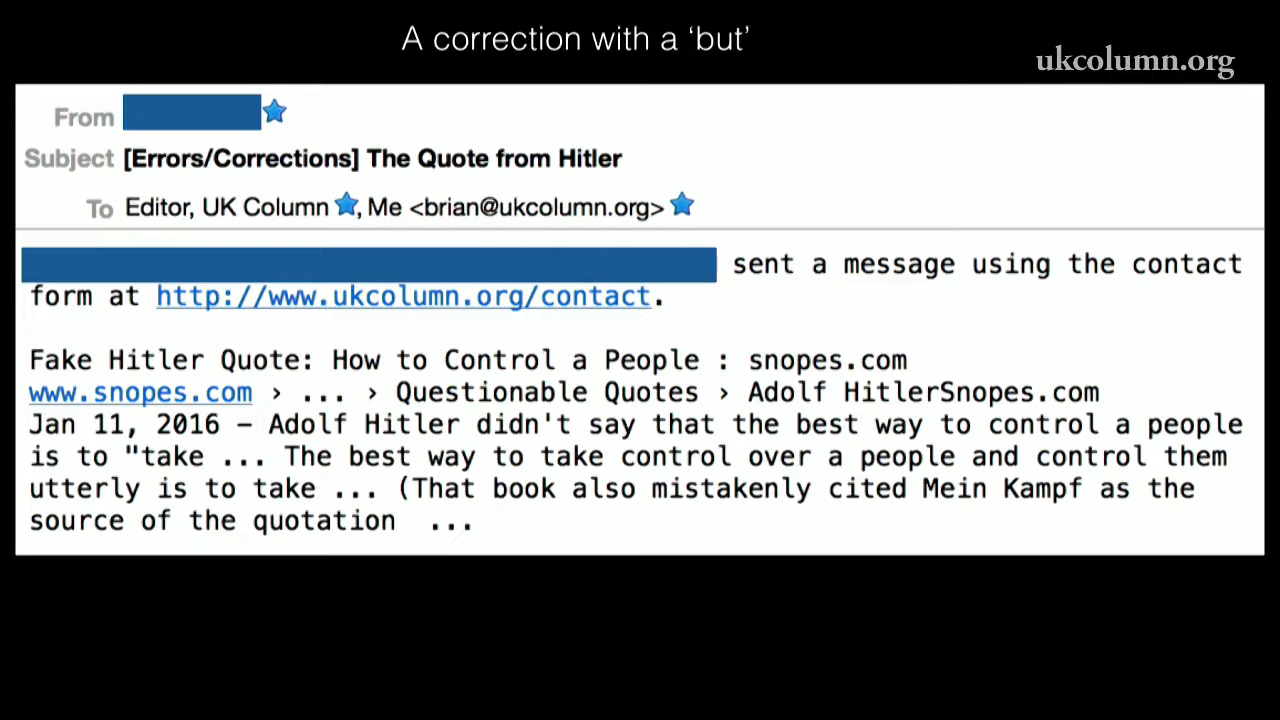 A correction with a ‘but’
ukcolumn.org
From
Subject [Errors/Corrections] The Quote from Hitler
To Editor, UK Column , Me <brian@ukcolumn.org>
sent a message using the contact
form at http://www.ukcolumn.org/contact.
Fake Hitler Quote: How to Control a People : snopes.com
www.snopes.com › ... › Questionable Quotes › Adolf HitlerSnopes.com
Jan 11, 2016 – Adolf Hitler didn't say that the best way to control a people
is to "take ... The best way to take control over a people and control them
utterly is to take ... (That book also mistakenly cited Mein Kampf as the
source of the quotation ...